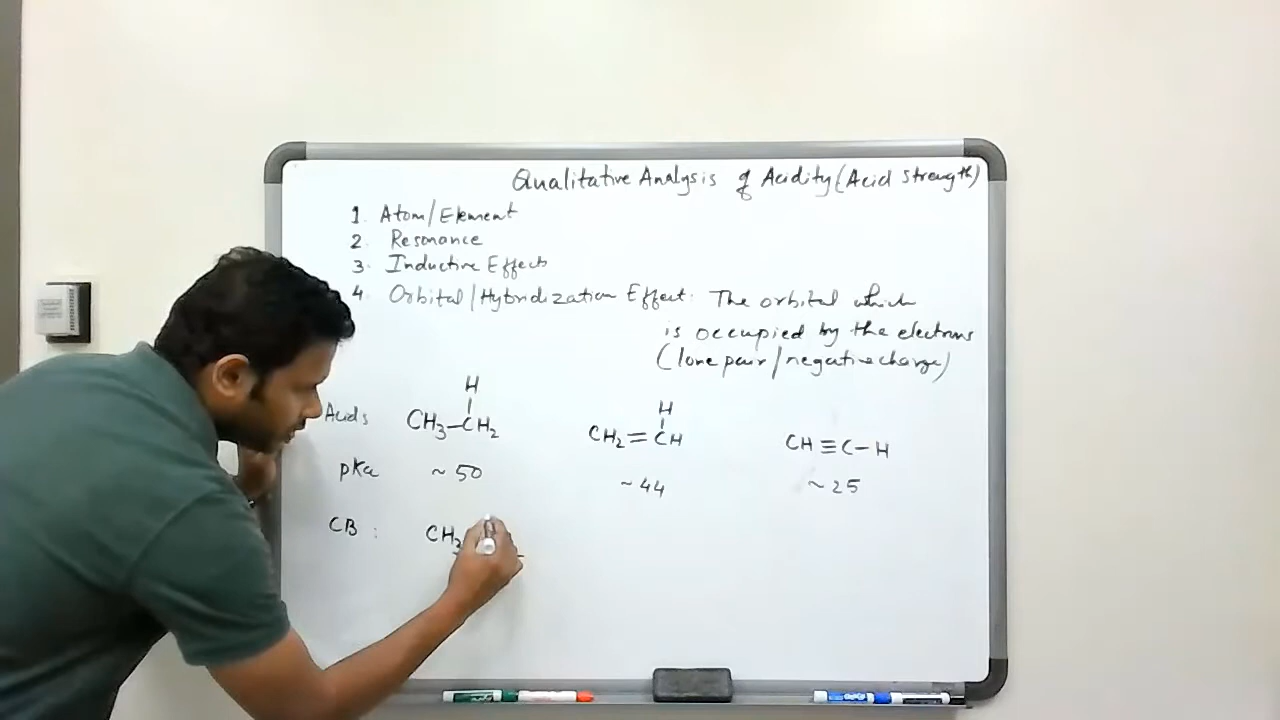 Qualitative Analysis of Acidity (Acid strength)
1. Atom/Element
2. Resonance
3. Inductive Effects
4. Orbital/Hybridization Effect: The orbital which
is occupied by the electrons
(lone pair/negative charge)
H
H
Acids CH3-CH2 CH2=CH CH≡C-H
pKa ~50 ~44 ~25
CB :  CH3